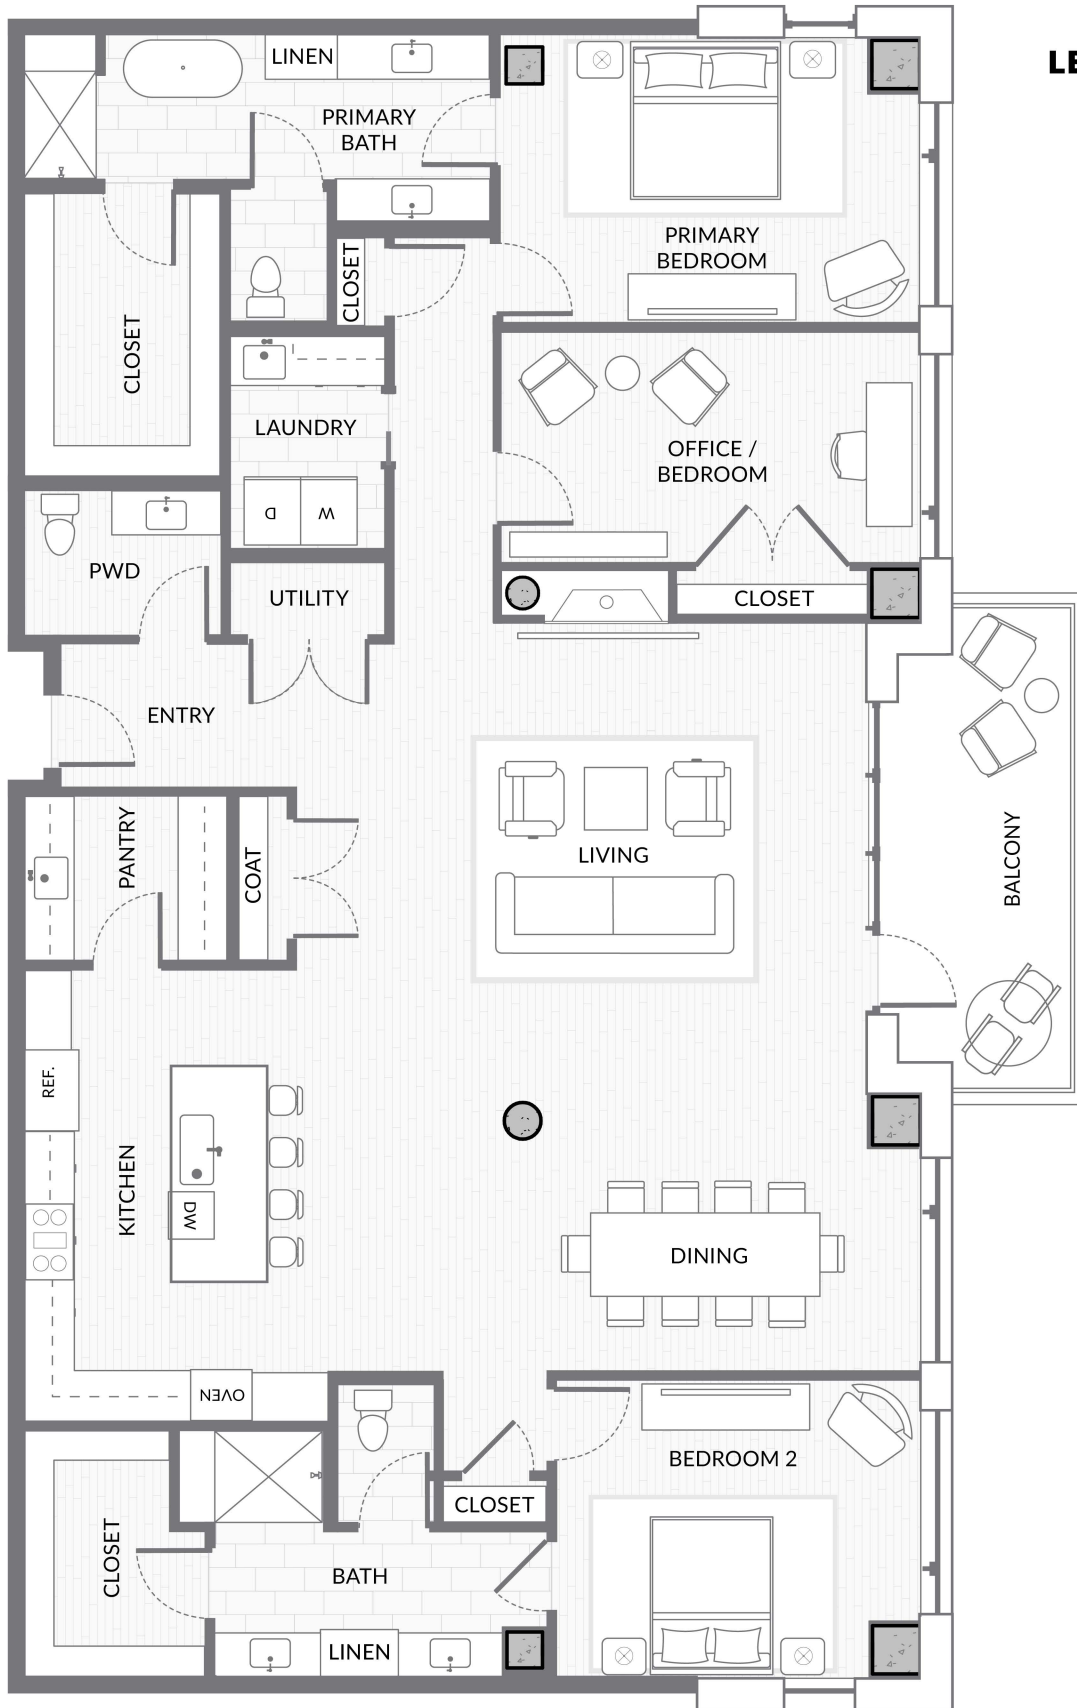 LINEN
LE
PRIMARY
BATH
PRIMARY
BEDROOM
CLOSET
CLOSET
LAUNDRY
OFFICE /
BEDROOM
D
W
PWD
UTILITY
CLOSET
ENTRY
PANTRY
COAT
LIVING
BALCONY
REF.
KITCHEN
DW
DINING
OVEN
BEDROOM 2
CLOSET
CLOSET
BATH
LINEN